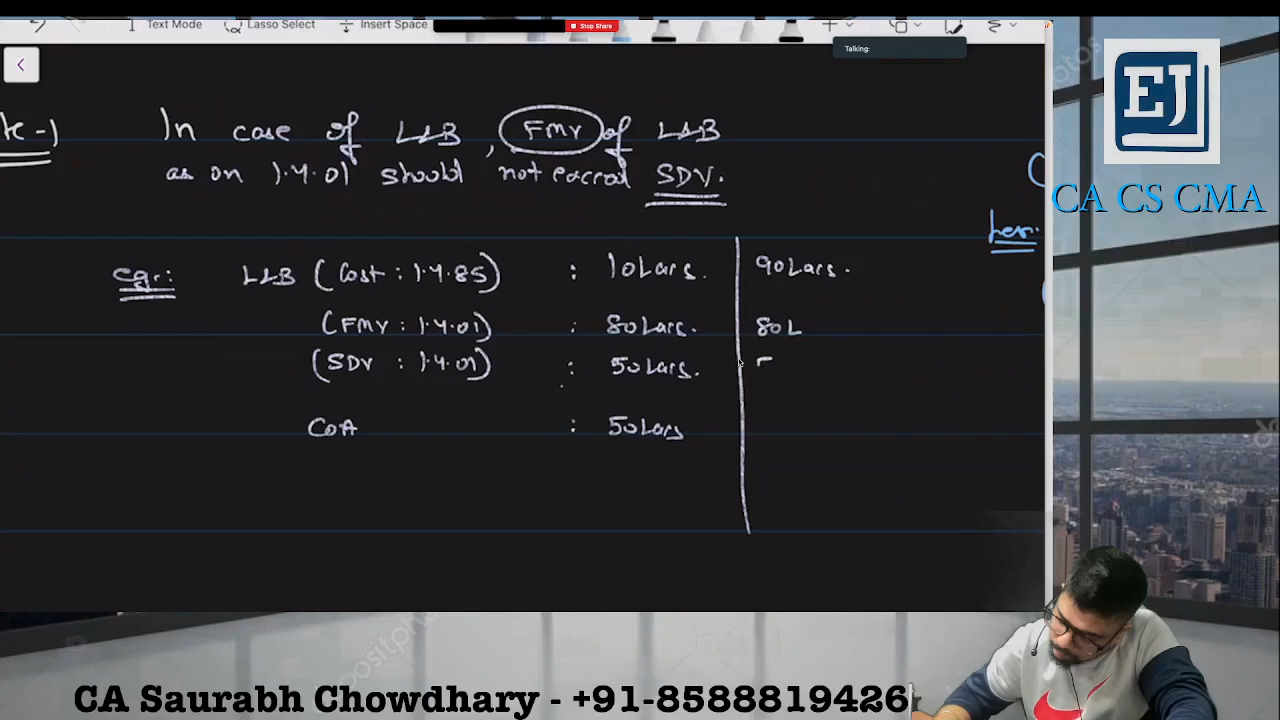 Text Mode Lasso Select Insert Space
Stop Share
Talking:
In case of L&B, FMV of L&B
as on 1.4.01 should not exceed SDV.
egs: L&B (Cost: 1.4.85) : 10 Lacs. 90 Lacs.
(FMV : 1.4.01) : 80 Lacs. 80 L
(SDV : 1.4.01) : 50 Lacs.
COA : 50 Lacs
EJ
CA CS CMA
CA Saurabh Chowdhary - +91-8588819426